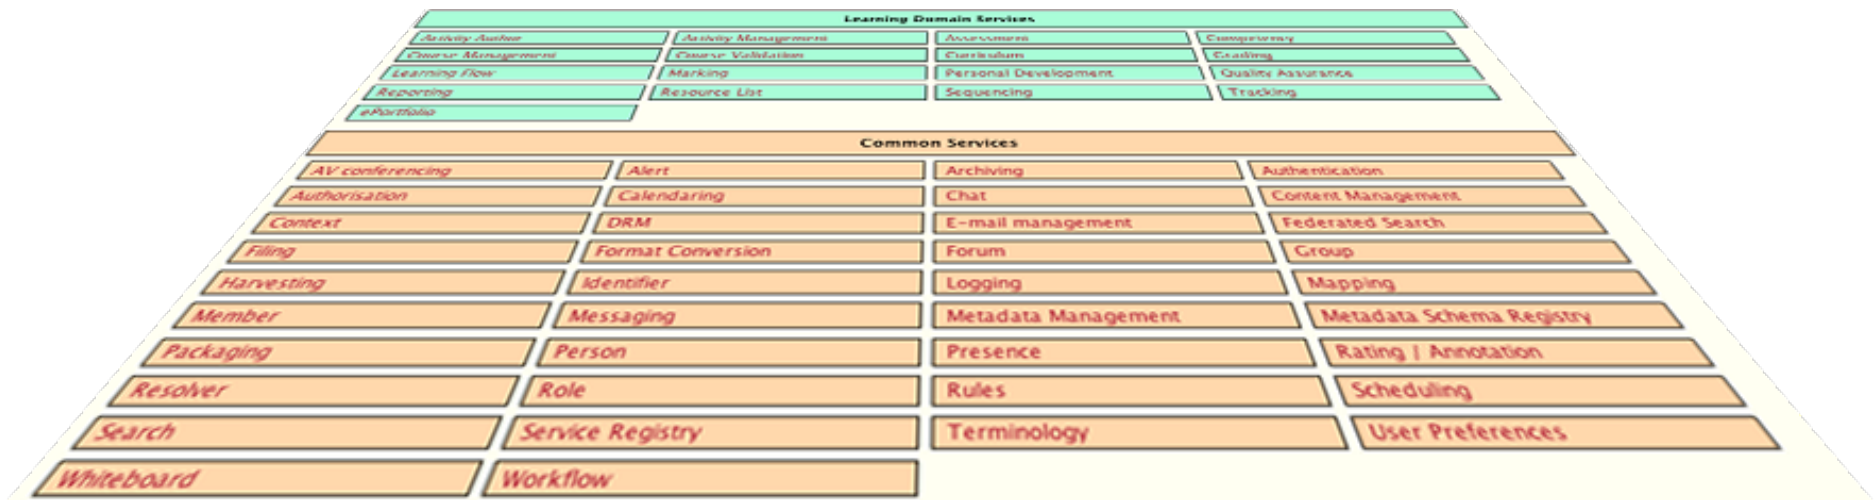 Learning Domain Services
Activity Author Activity Management Assessment Competency
Course Management Course Validation Curriculum Grading
Learning Flow Marking Personal Development Quality Assurance
Reporting Resource List Sequencing Tracking
ePortfolio
Common Services
AV conferencing Alert Archiving Authentication
Authorisation Calendaring Chat Content Management
Context DRM E-mail management Federated Search
Filing Format Conversion Forum Group
Harvesting Identifier Logging Mapping
Member Messaging Metadata Management Metadata Schema Registry
Packaging Person Presence Rating | Annotation
Resolver Role Rules Scheduling
Search Service Registry Terminology User Preferences
Whiteboard Workflow